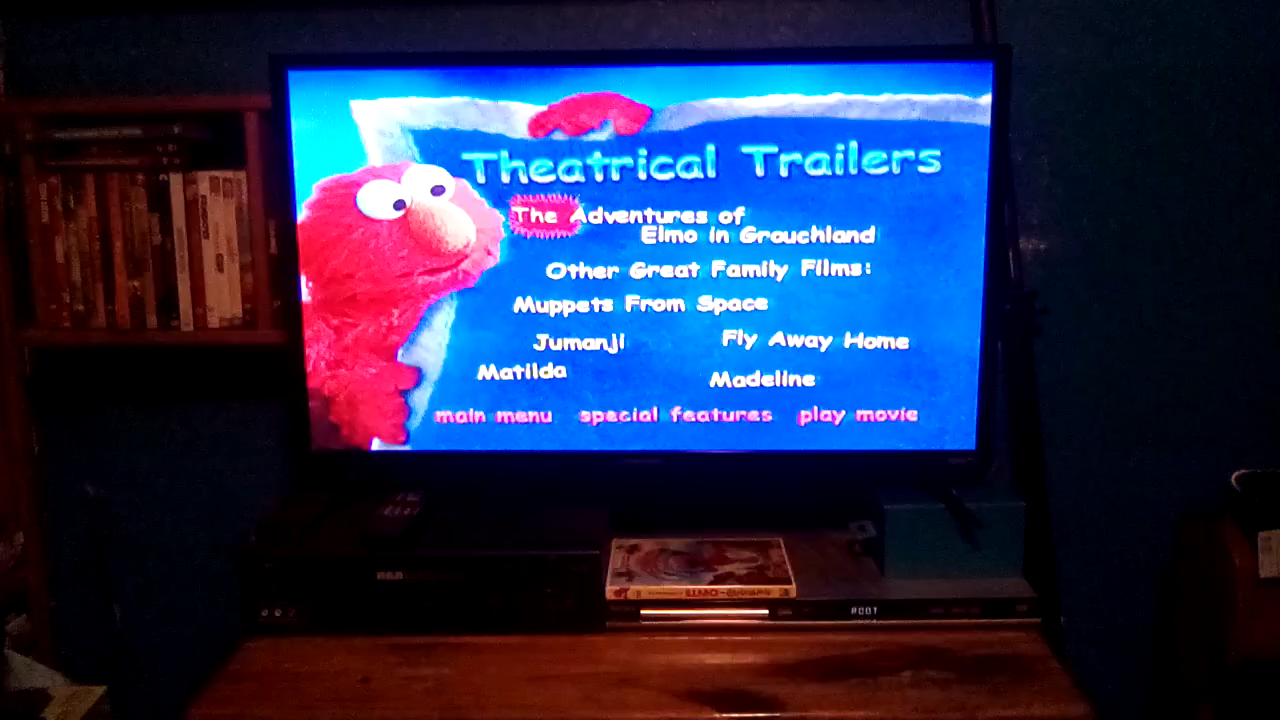 Theatrical Trailers
The Adventures of
Elmo in Grouchland
Other Great Family Films:
Muppets From Space
Jumanji Fly Away Home
Matilda Madeline
main menu special features play movie
RCA